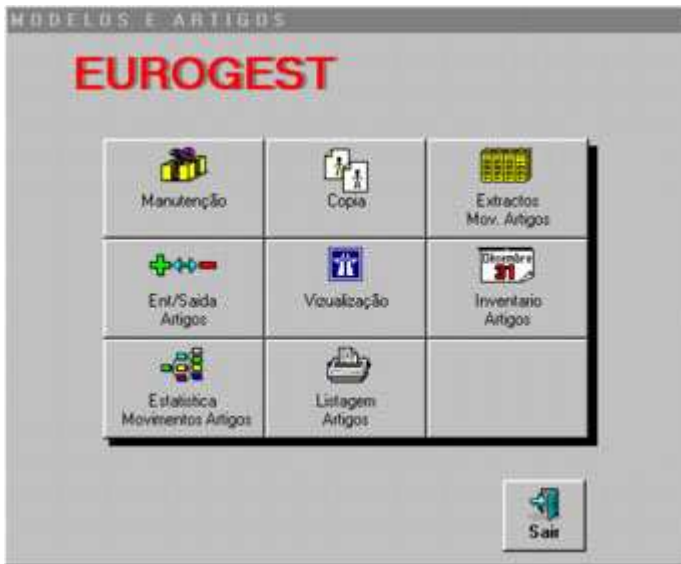 MODELOS E ARTIGOS
EUROGEST
Manutenção
Copia
Extractos
Mov. Artigos
Ent/Saida
Artigos
Vizualização
Dicembre
31
Inventario
Artigos
Estatistica
Movimentos Artigos
Listagem
Artigos
Sair